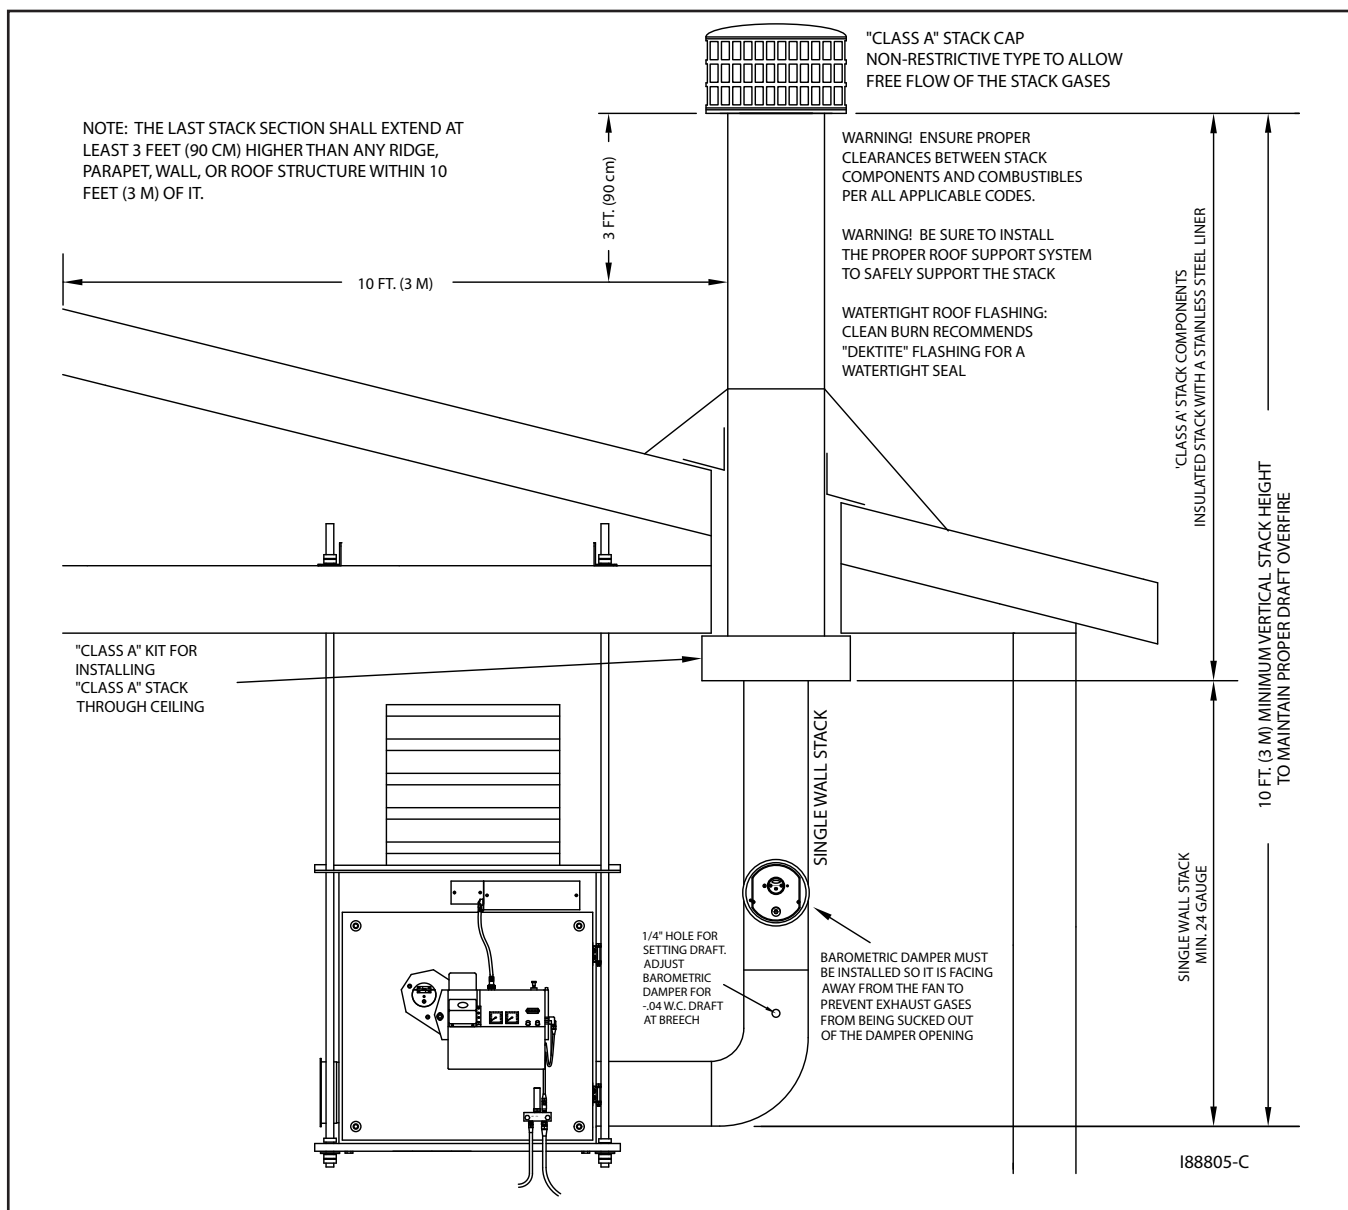 "CLASS A" STACK CAP
NON-RESTRICTIVE TYPE TO ALLOW
FREE FLOW OF THE STACK GASES
NOTE: THE LAST STACK SECTION SHALL EXTEND AT
LEAST 3 FEET (90 CM) HIGHER THAN ANY RIDGE,
PARAPET, WALL, OR ROOF STRUCTURE WITHIN 10
FEET (3 M) OF IT.
3 FT. (90 cm)
10 FT. (3 M)
WARNING! ENSURE PROPER
CLEARANCES BETWEEN STACK
COMPONENTS AND COMBUSTIBLES
PER ALL APPLICABLE CODES.
WARNING! BE SURE TO INSTALL
THE PROPER ROOF SUPPORT SYSTEM
TO SAFELY SUPPORT THE STACK
WATERTIGHT ROOF FLASHING:
CLEAN BURN RECOMMENDS
"DEKTITE" FLASHING FOR A
WATERTIGHT SEAL
'CLASS A' STACK COMPONENTS
INSULATED STACK WITH A STAINLESS STEEL LINER
10 FT. (3 M) MINIMUM VERTICAL STACK HEIGHT
TO MAINTAIN PROPER DRAFT OVERFIRE
"CLASS A" KIT FOR
INSTALLING
"CLASS A" STACK
THROUGH CEILING
SINGLE WALL STACK
SINGLE WALL STACK
MIN. 24 GAUGE
1/4" HOLE FOR
SETTING DRAFT.
ADJUST
BAROMETRIC
DAMPER FOR
-.04 W.C. DRAFT
AT BREECH
BAROMETRIC DAMPER MUST
BE INSTALLED SO IT IS FACING
AWAY FROM THE FAN TO
PREVENT EXHAUST GASES
FROM BEING SUCKED OUT
OF THE DAMPER OPENING
I88805-C